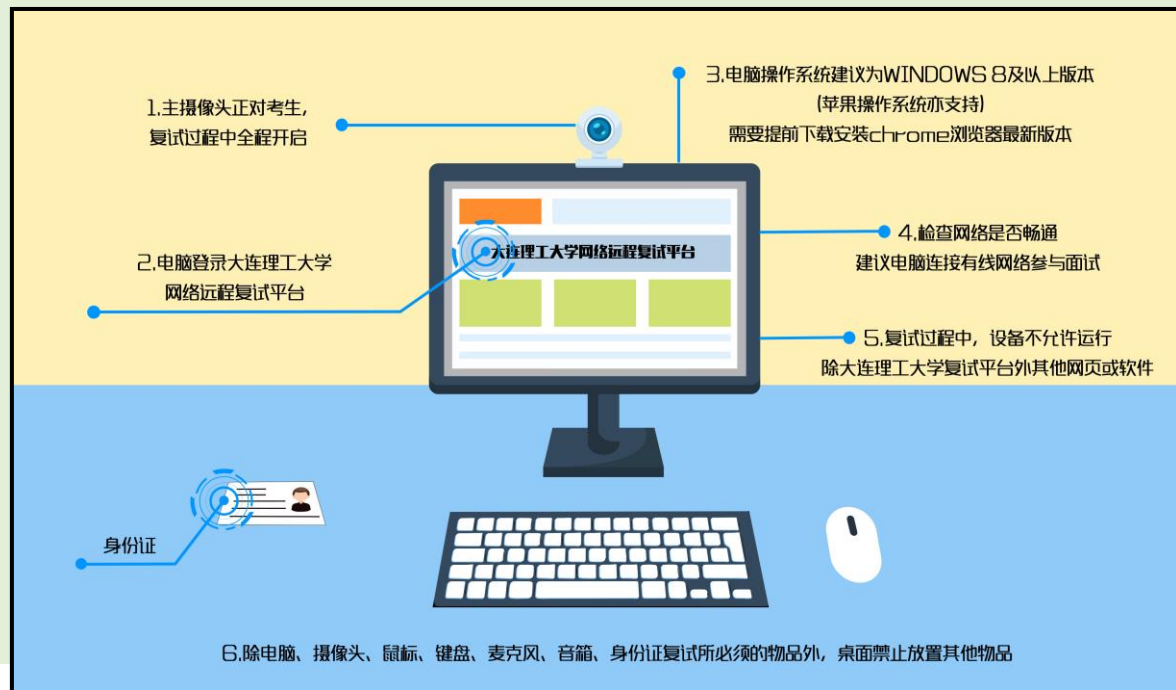 1.主摄像头正对考生，
复试过程中全程开启
2.电脑登录大连理工大学
网络远程复试平台
3.电脑操作系统建议为WINDOWS 8及以上版本
(苹果操作系统亦支持)
需要提前下载安装chrome浏览器最新版本
大连理工大学网络远程复试平台
4.检查网络是否畅通
建议电脑连接有线网络参与面试
5.复试过程中，设备不允许运行
除大连理工大学复试平台外其他网页或软件
身份证
6.除电脑、摄像头、鼠标、键盘、麦克风、音箱、身份证复试所必须的物品外，桌面禁止放置其他物品